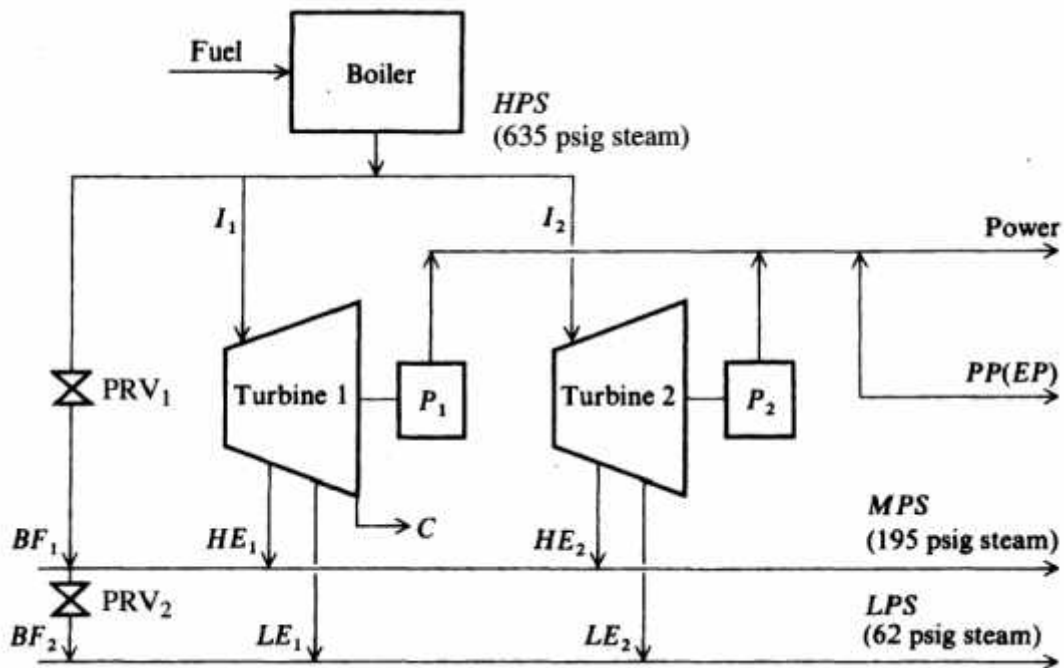 Fuel
Boiler
HPS
(635 psig steam)
I₁
I₂
Power
PRV₁
Turbine 1
P₁
Turbine 2
P₂
PP(EP)
C
MPS
(195 psig steam)
BF₁
HE₁
HE₂
PRV₂
LPS
(62 psig steam)
BF₂
LE₁
LE₂